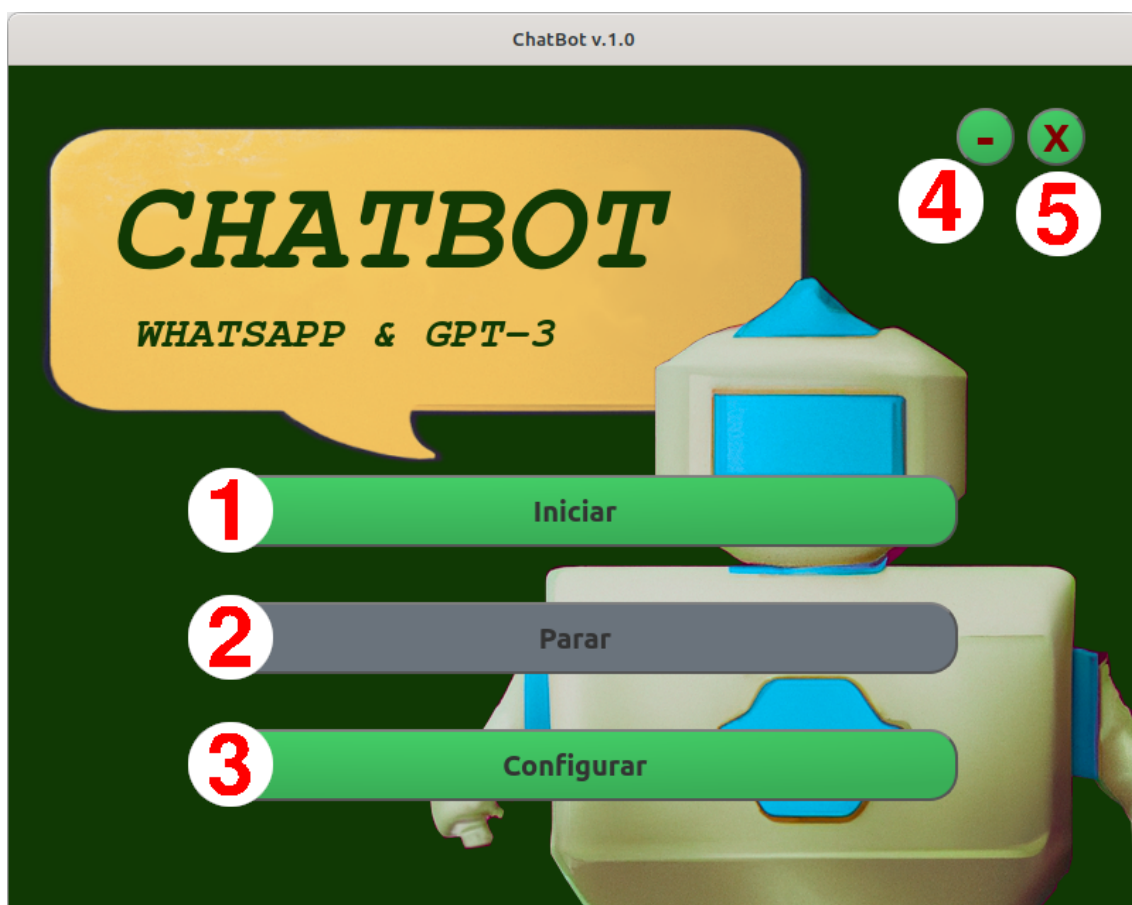 ChatBot v.1.0
- X
4 5
CHATBOT
WHATSAPP & GPT-3
1 Iniciar
2 Parar
3 Configurar